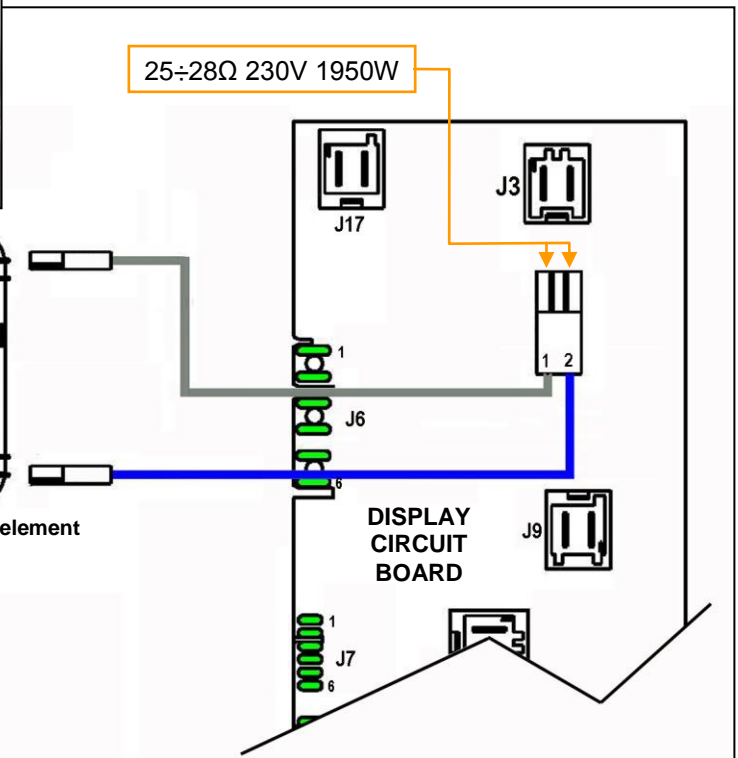 25÷28Ω 230V 1950W
J3
J17
1
1 2
J6
6
element
DISPLAY
CIRCUIT
BOARD
J9
1
J7
6